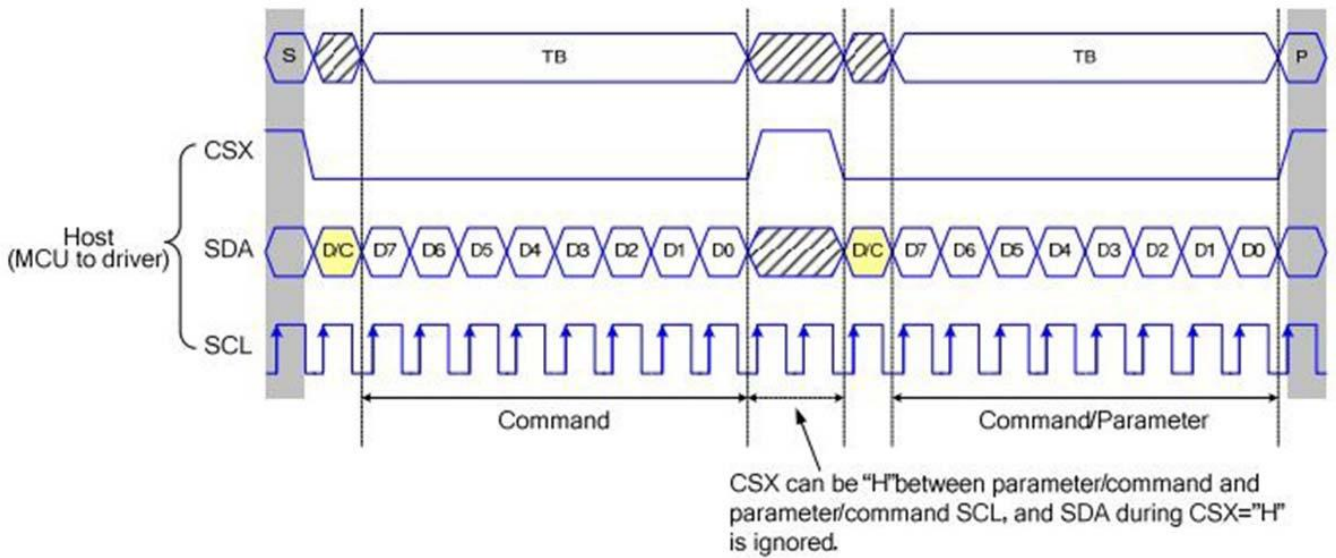 S TB TB P
CSX
Host
(MCU to driver)
SDA D/C D7 D6 D5 D4 D3 D2 D1 D0 D/C D7 D6 D5 D4 D3 D2 D1 D0
SCL
Command Command/Parameter
CSX can be “H”between parameter/command and
parameter/command SCL, and SDA during CSX=”H”
is ignored.